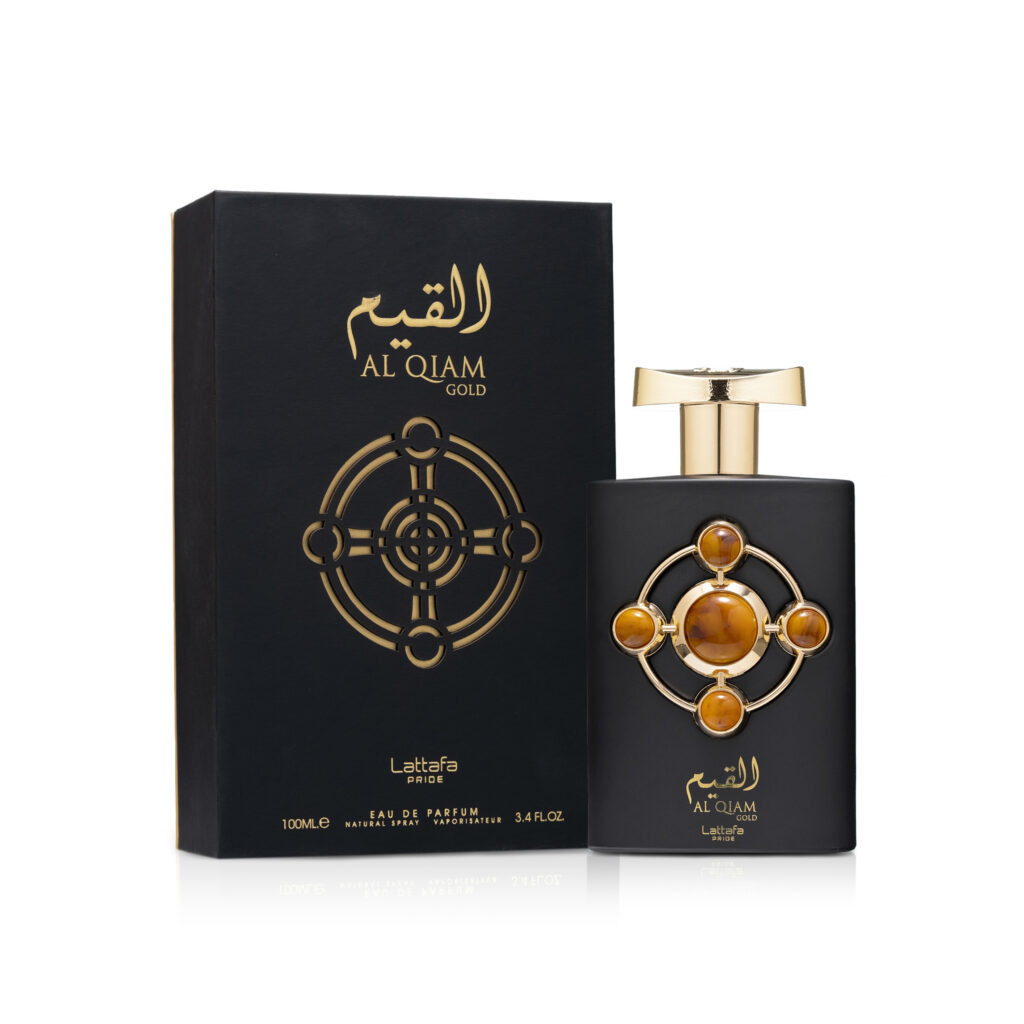 القيم
AL QIAM
GOLD
Lattafa
PRIDE
100ML.e
EAU DE PARFUM
NATURAL SPRAY VAPORISATEUR
3.4 FL.OZ.
القيم
AL QIAM
GOLD
Lattafa
PRIDE